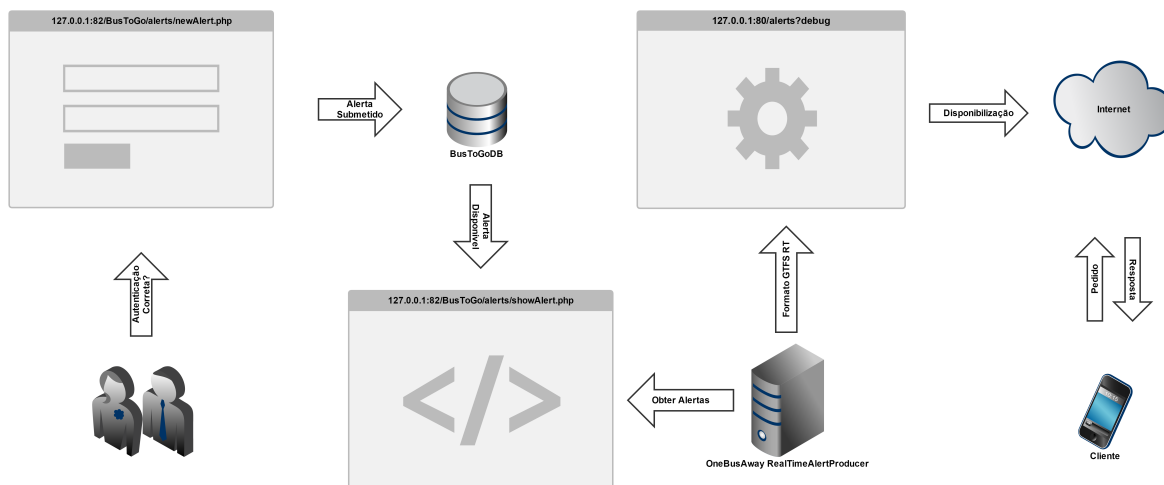 127.0.0.1:82/BusToGo/alerts/newAlert.php
127.0.0.1:80/alerts?debug
Alerta
Submetido
BusToGoDB
Disponibilização
Internet
Alerta
Disponível
Autenticação
Correta?
Formato GTFS RT
Pedido
Resposta
127.0.0.1:82/BusToGo/alerts/showAlert.php
</>
Obter Alertas
OneBusAway RealTimeAlertProducer
Cliente